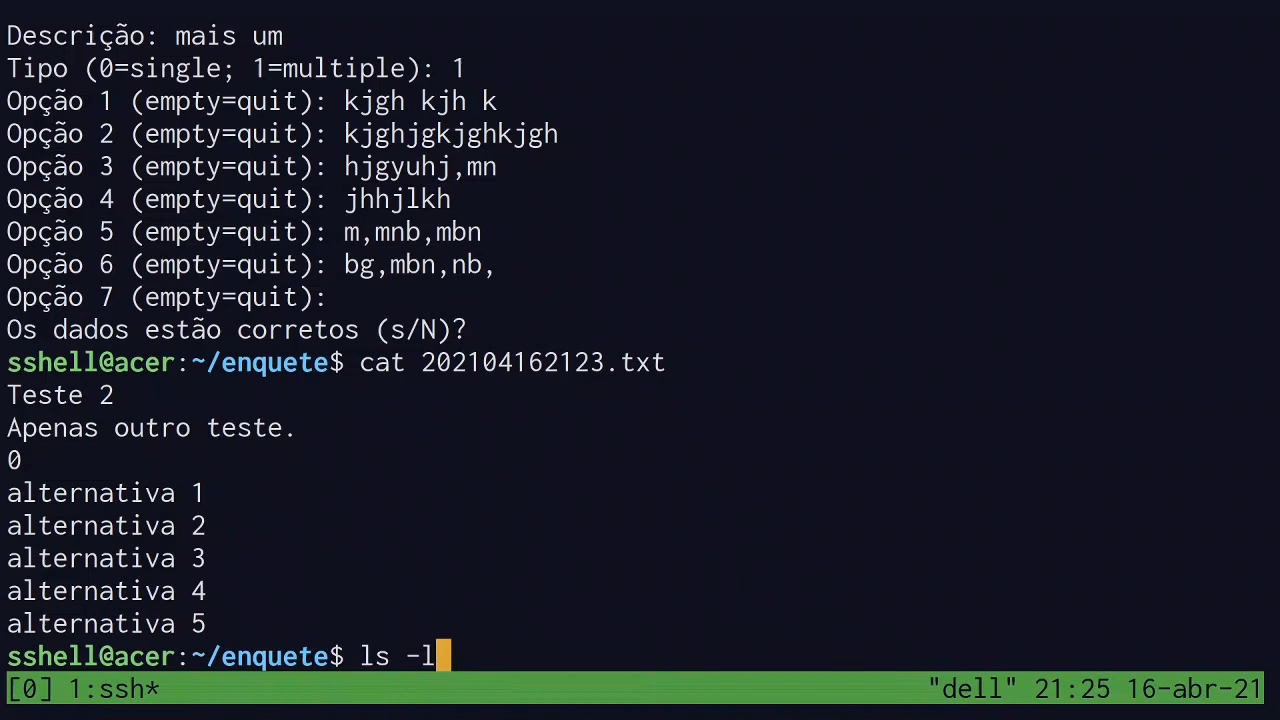 Descrição: mais um
Tipo (0=single; 1=multiple): 1
Opção 1 (empty=quit): kjgh kjh k
Opção 2 (empty=quit): kjghjgkjghkjgh
Opção 3 (empty=quit): hjgyuhj,mn
Opção 4 (empty=quit): jhhjlkh
Opção 5 (empty=quit): m,mnb,mbn
Opção 6 (empty=quit): bg,mbn,nb,
Opção 7 (empty=quit):
Os dados estão corretos (s/N)?
sshell@acer:~/enquete$ cat 202104162123.txt
Teste 2
Apenas outro teste.
0
alternativa 1
alternativa 2
alternativa 3
alternativa 4
alternativa 5
sshell@acer:~/enquete$ ls -l
[0] 1:ssh* "dell" 21:25 16-abr-21